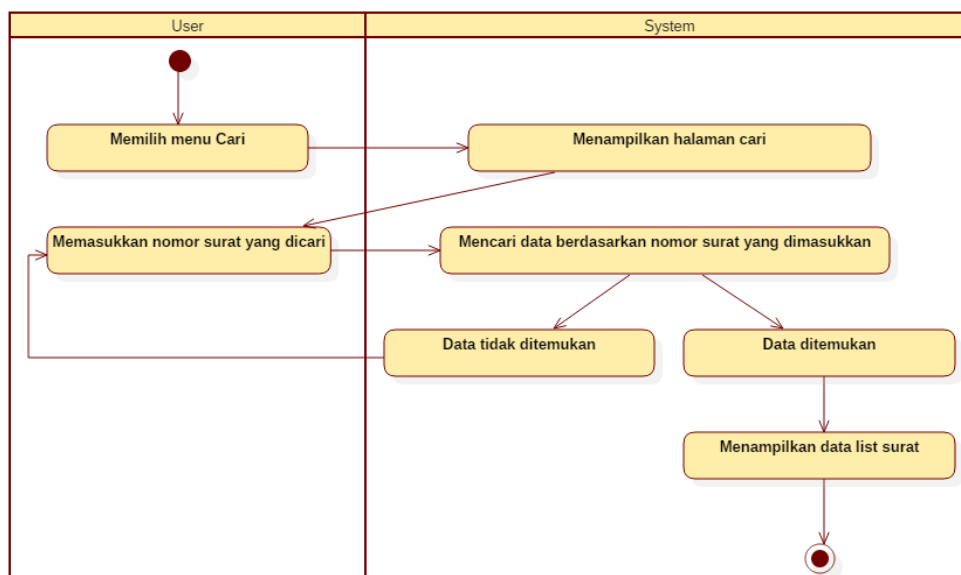 User
System
Memilih menu Cari
Menampilkan halaman cari
Memasukkan nomor surat yang dicari
Mencari data berdasarkan nomor surat yang dimasukkan
Data tidak ditemukan
Data ditemukan
Menampilkan data list surat